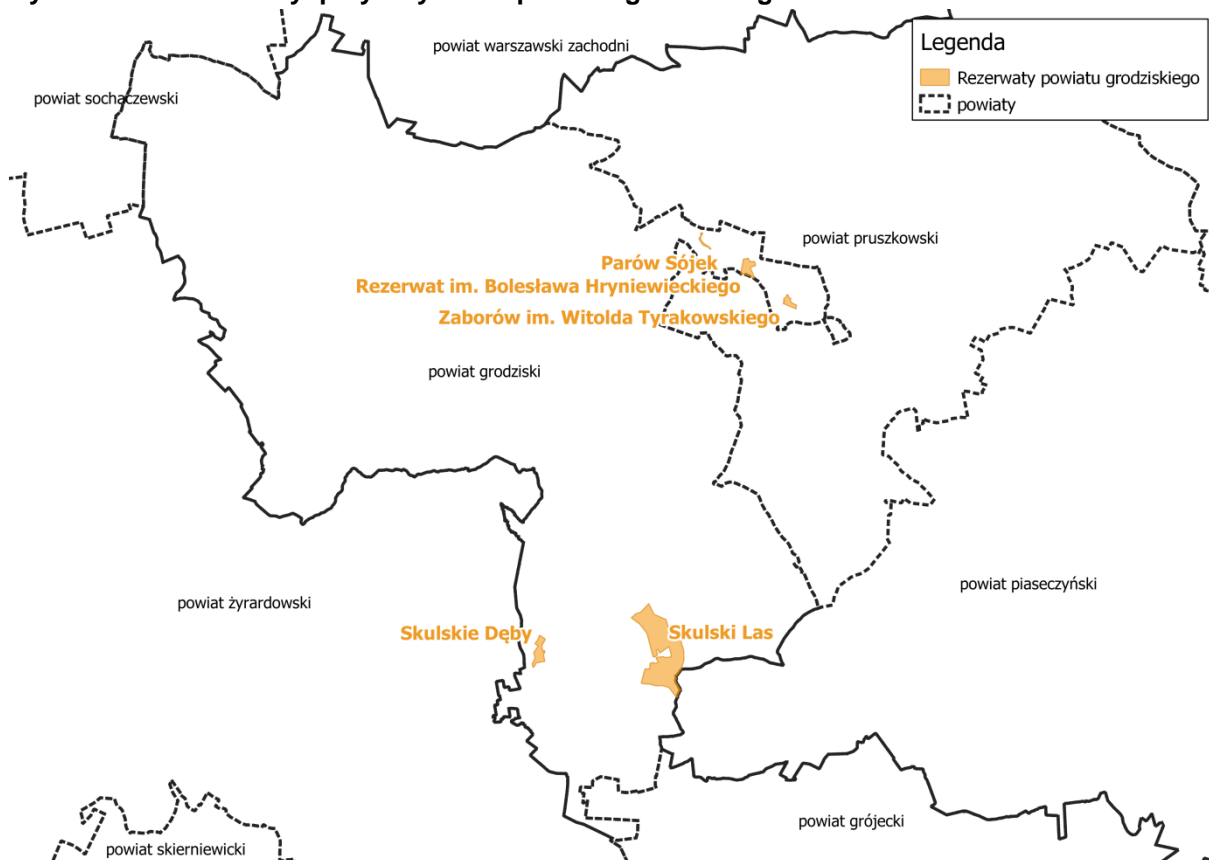 powiat warszawski zachodni
Legenda
Rezerwaty powiatu grodziskiego
powiaty
powiat sochaczewski
powiat pruszkowski
Parów Sójek
Rezerwat im. Bolesława Hryniewieckiego
Zaborów im. Witolda Tyrakowskiego
powiat grodziski
powiat piaseczyński
powiat żyrardowski
Skulskie Dęby
Skulski Las
powiat grójecki
powiat skierniewicki